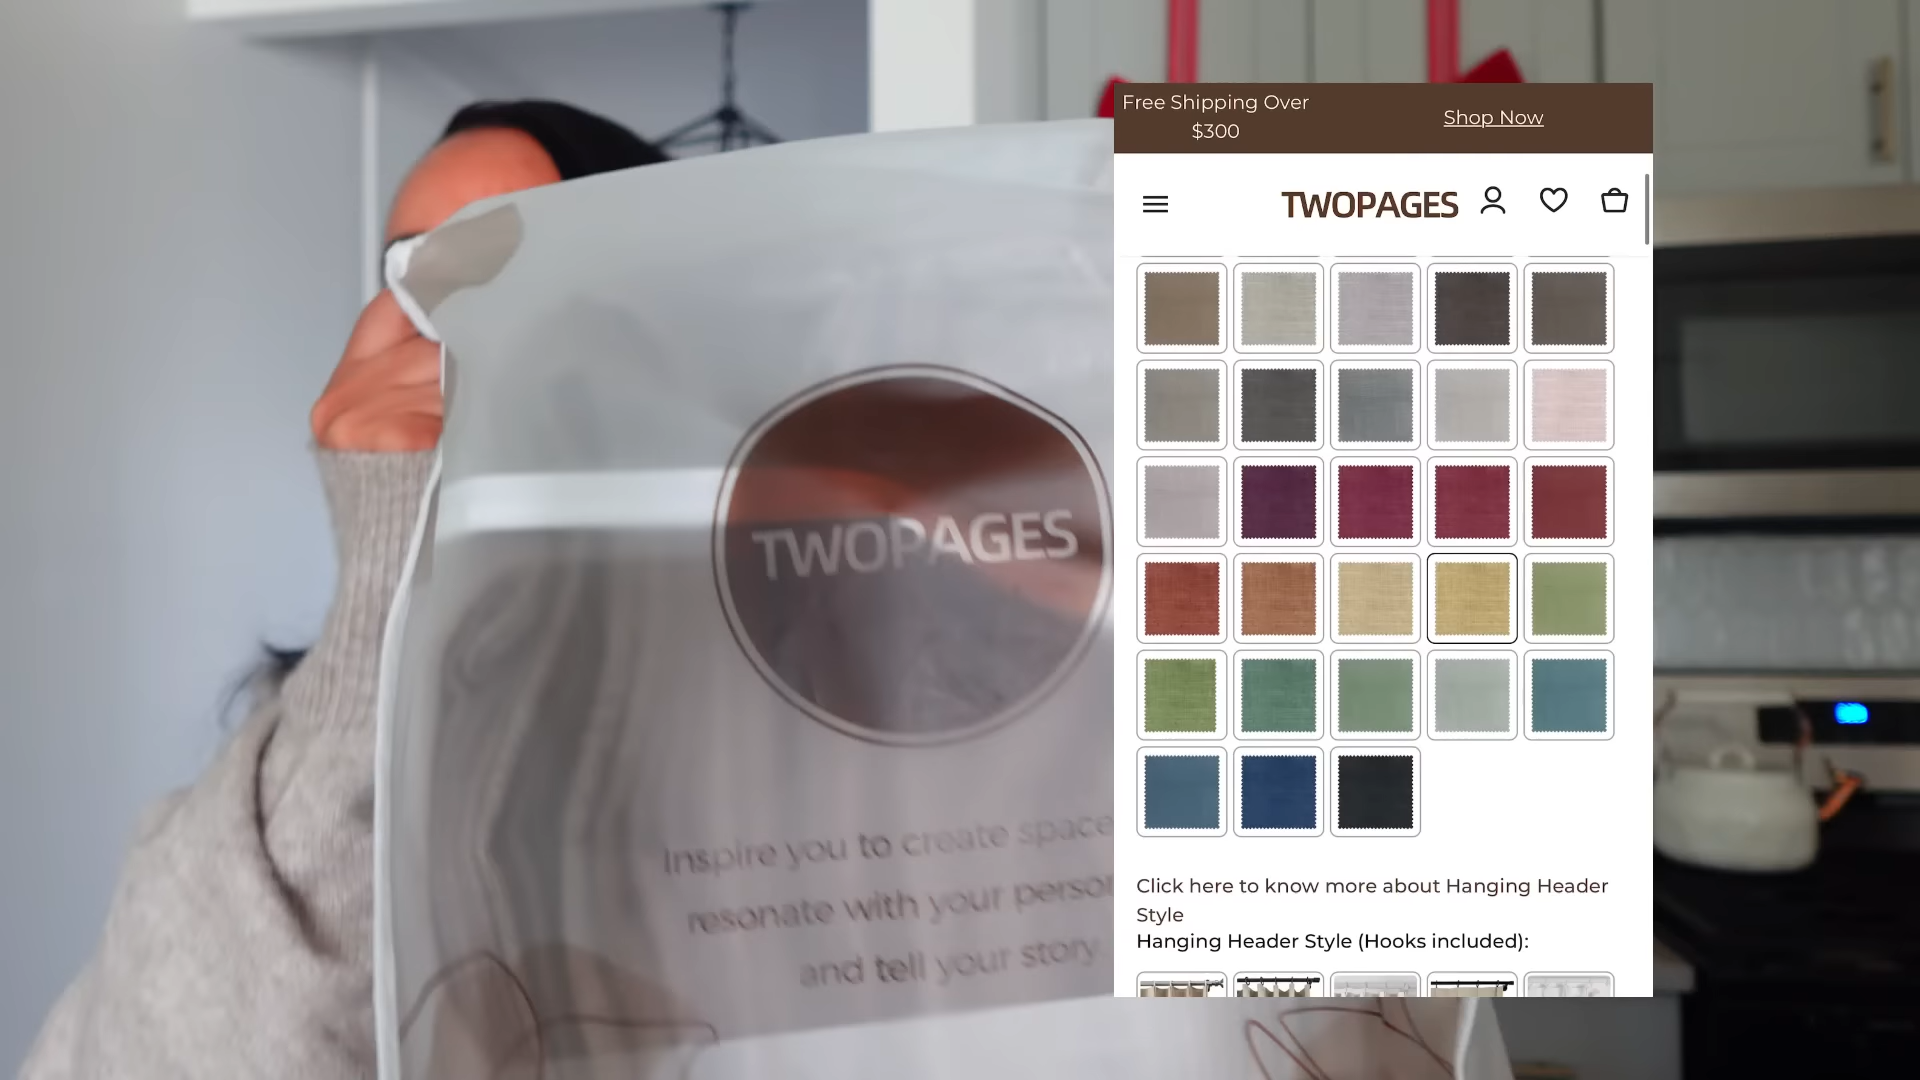 TWOPAGES
Inspire you to create space
resonate with your
and tell your story.
Free Shipping Over
$300
Shop Now
TWOPAGES
Click here to know more about Hanging Header
Style
Hanging Header Style (Hooks included):